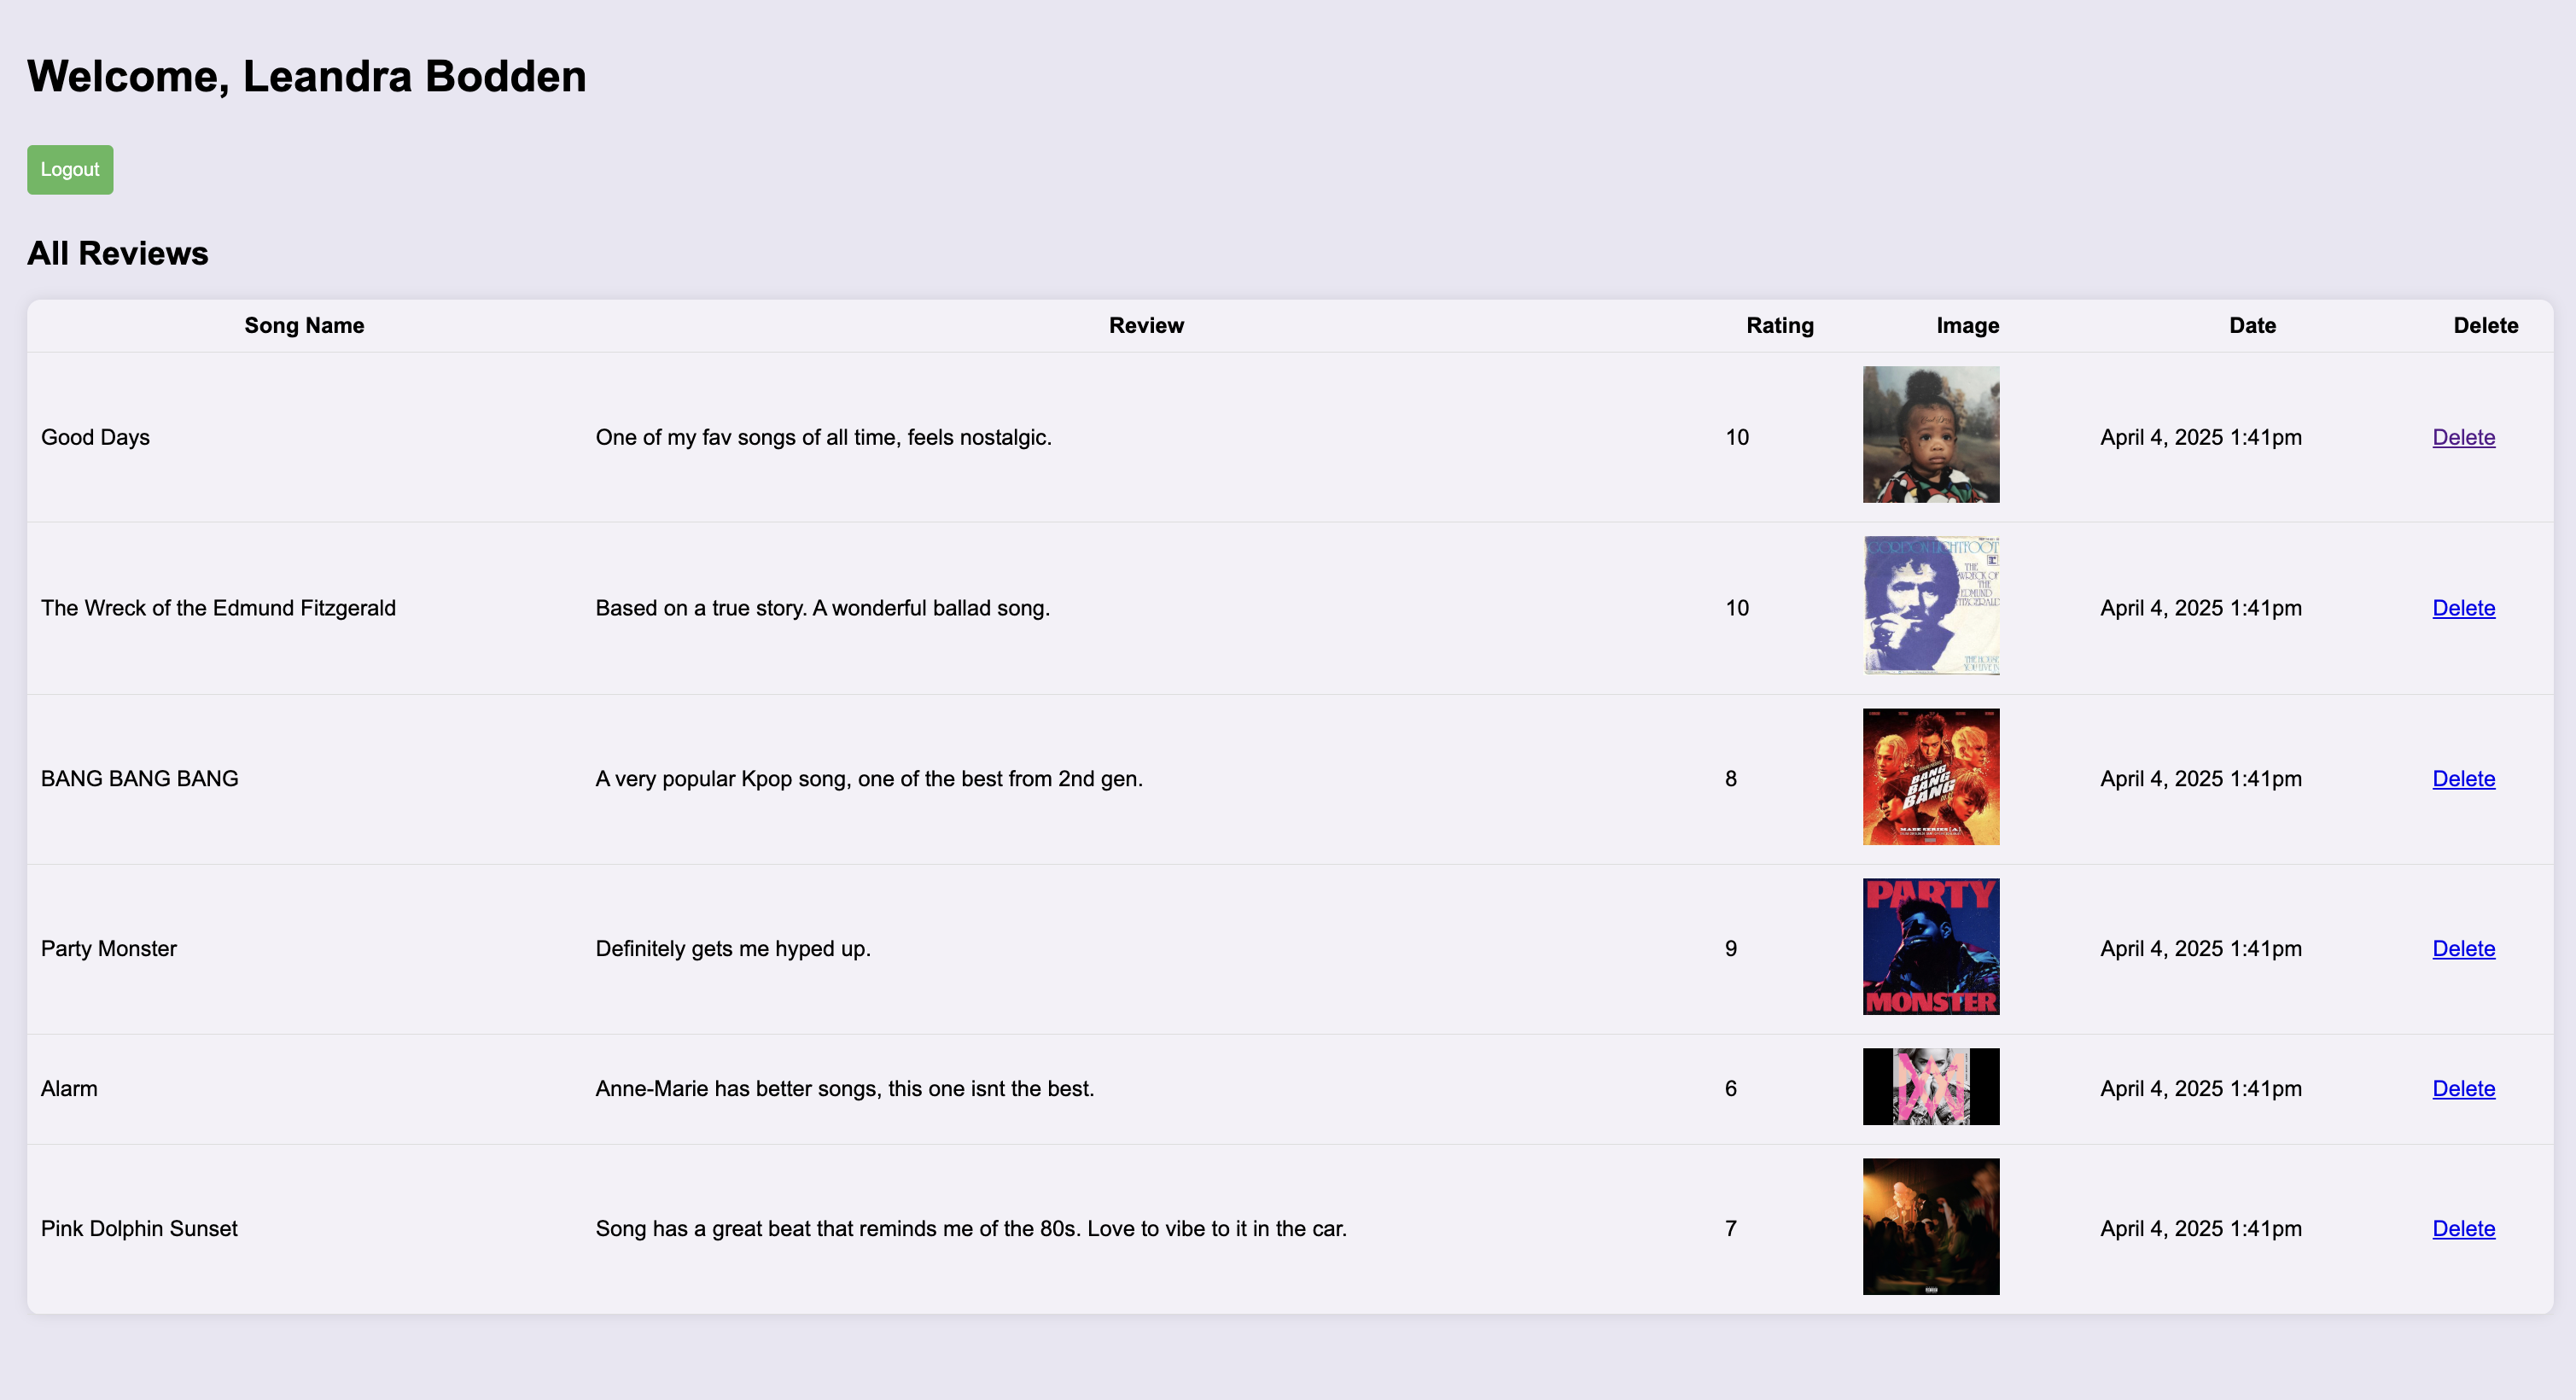 Welcome, Leandra Bodden
Logout
All Reviews
Song Name Review Rating Image Date Delete
Good Days One of my fav songs of all time, feels nostalgic. 10 April 4, 2025 1:41pm Delete
GORDON LIGHTFOOT
THE
WRECK OF
THE
EDMUND
FITZGERALD
The Wreck of the Edmund Fitzgerald Based on a true story. A wonderful ballad song. 10 April 4, 2025 1:41pm Delete
THE HOUSE
YOU LIVE IN
BANG
BANG
BANG
BANG BANG BANG A very popular Kpop song, one of the best from 2nd gen. 8 April 4, 2025 1:41pm Delete
MADE SERIES [A]
PARTY
Party Monster Definitely gets me hyped up. 9 April 4, 2025 1:41pm Delete
MONSTER
Alarm Anne-Marie has better songs, this one isnt the best. 6 April 4, 2025 1:41pm Delete
Pink Dolphin Sunset Song has a great beat that reminds me of the 80s. Love to vibe to it in the car. 7 April 4, 2025 1:41pm Delete